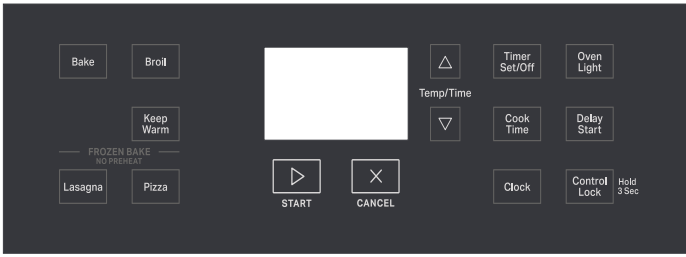 Bake
Broil
Keep
Warm
FROZEN BAKE
NO PREHEAT
Lasagna
Pizza
START
CANCEL
Temp/Time
Timer
Set/Off
Oven
Light
Cook
Time
Delay
Start
Clock
Control
Lock
Hold
3 Sec